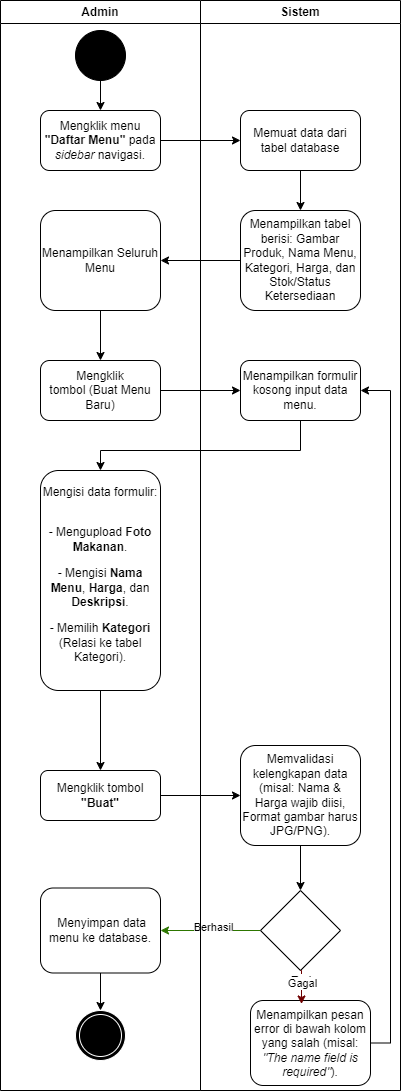 Admin
Sistem
Mengklik menu
"Daftar Menu" pada
sidebar navigasi.
Memuat data dari
tabel database
Menampilkan tabel
berisi: Gambar
Produk, Nama Menu,
Kategori, Harga, dan
Stok/Status
Ketersediaan
Menampilkan Seluruh
Menu
Mengklik
tombol (Buat Menu
Baru)
Menampilkan formulir
kosong input data
menu.
Mengisi data formulir:
- Mengupload Foto
Makanan.
- Mengisi Nama
Menu, Harga, dan
Deskripsi.
- Memilih Kategori
(Relasi ke tabel
Kategori).
Mengklik tombol
"Buat"
Memvalidasi
kelengkapan data
(misal: Nama &
Harga wajib diisi,
Format gambar harus
JPG/PNG).
Berhasil
Menyimpan data
menu ke database.
Gagal
Menampilkan pesan
error di bawah kolom
yang salah (misal:
"The name field is
required").